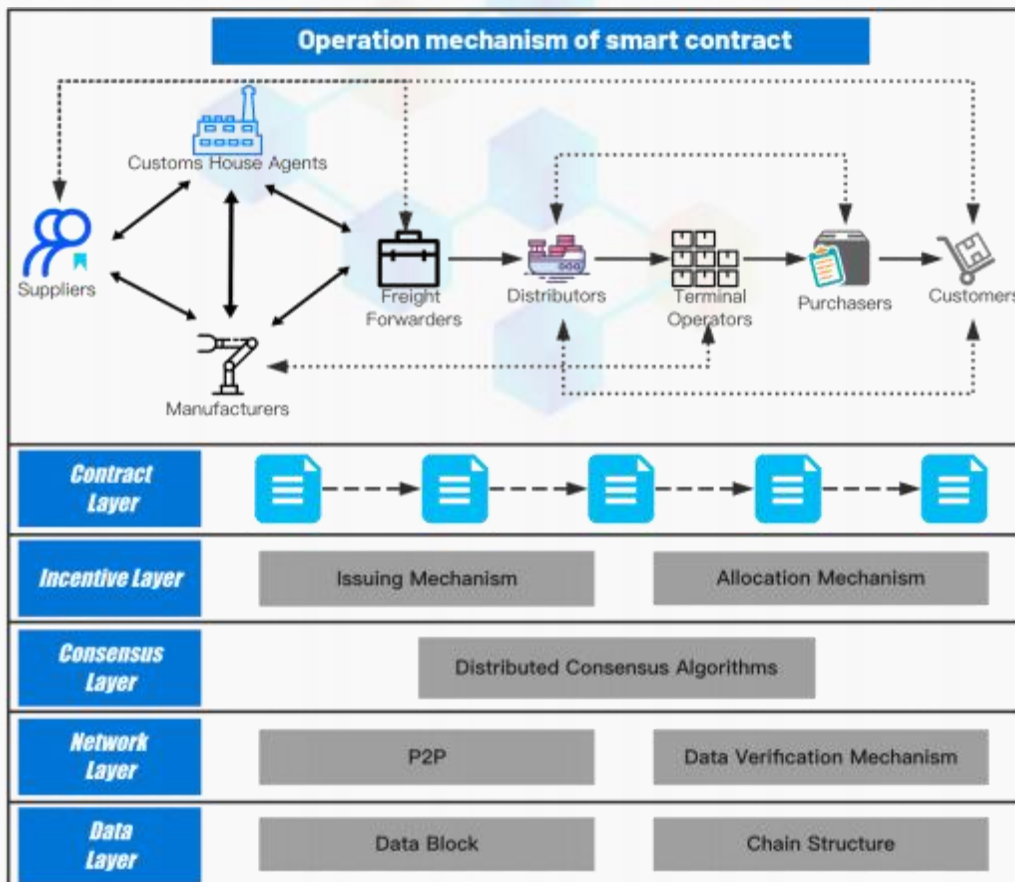 Operation mechanism of smart contract
Customs House Agents
Suppliers
Freight
Forwarders
Distributors
Terminal
Operators
Purchasers
Customers
Manufacturers
Contract
Layer
Incentive Layer
Issuing Mechanism
Allocation Mechanism
Consensus
Layer
Distributed Consensus Algorithms
Network
Layer
P2P
Data Verification Mechanism
Data
Layer
Data Block
Chain Structure